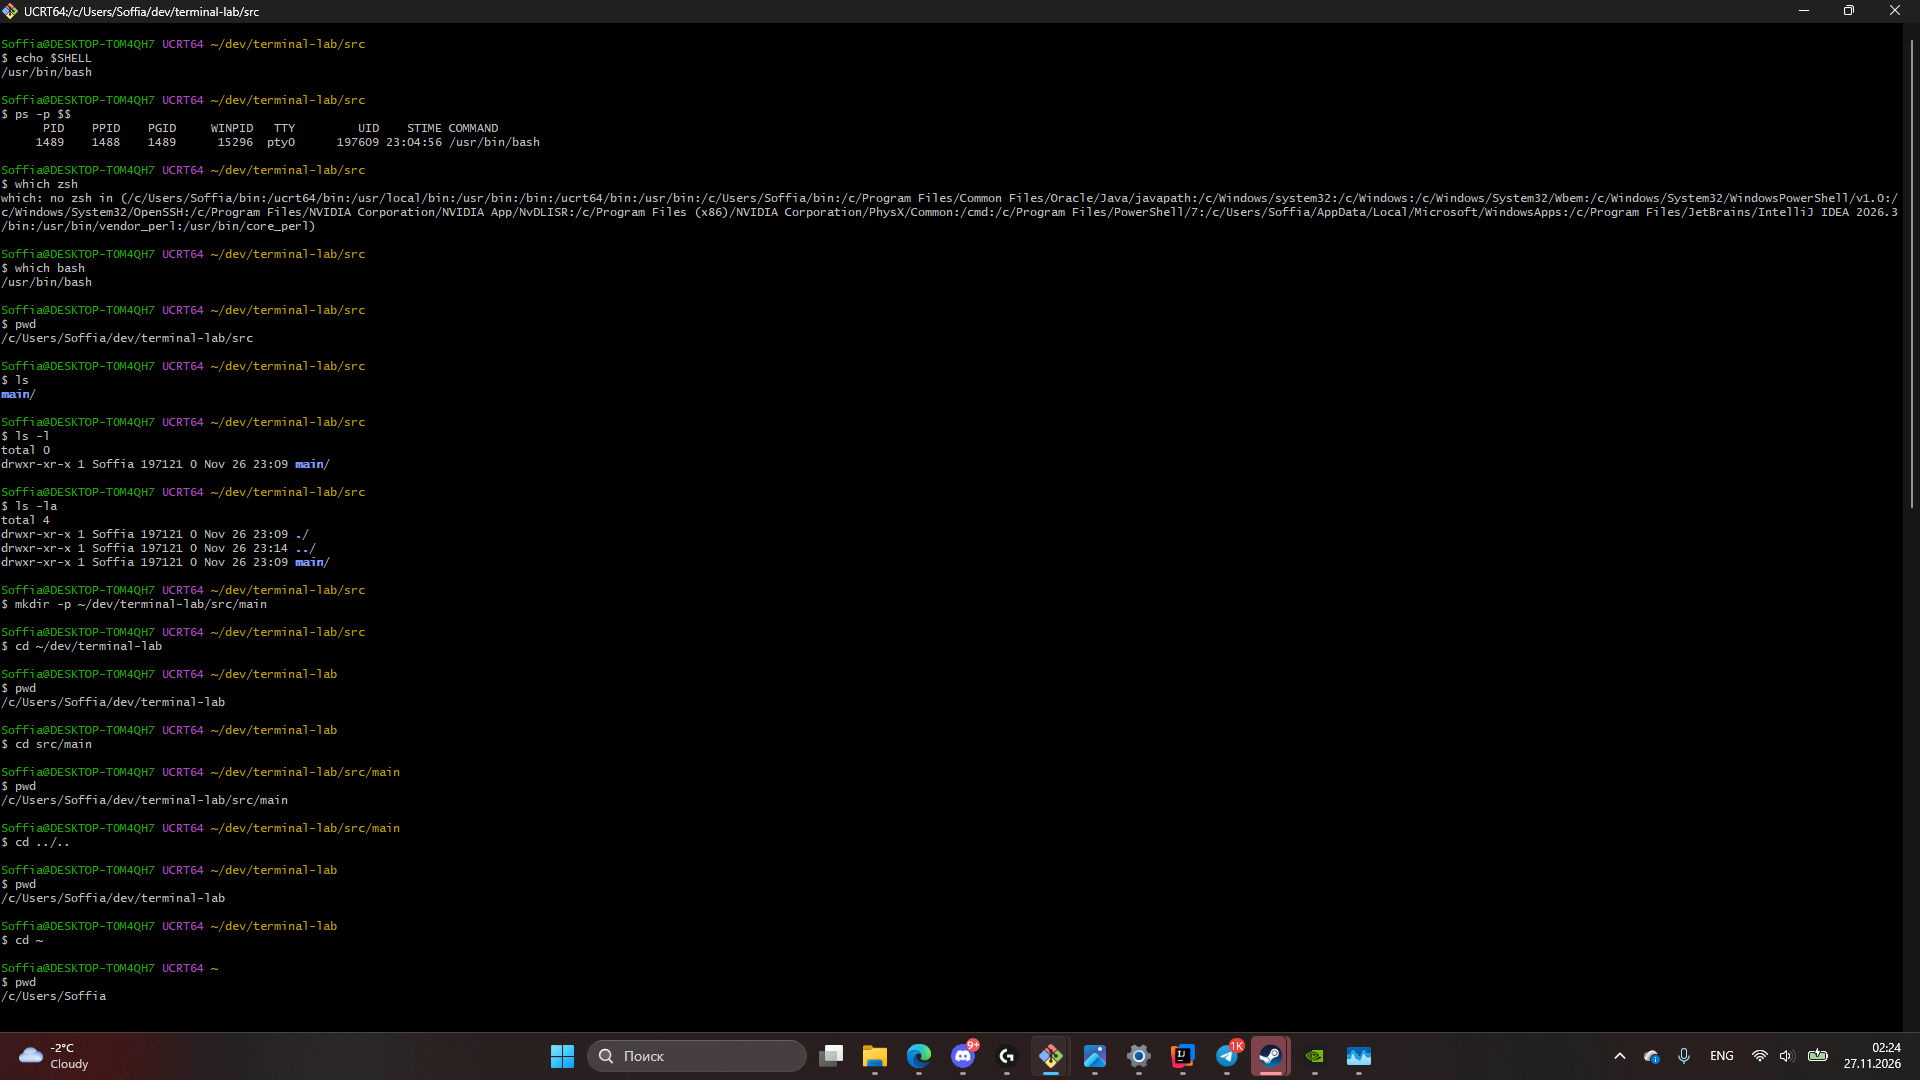 UCRT64:/c/Users/Soffia/dev/terminal-lab/src
Soffia@DESKTOP-TOM4QH7 UCRT64 ~/dev/terminal-lab/src
$ echo $SHELL
/usr/bin/bash
Soffia@DESKTOP-TOM4QH7 UCRT64 ~/dev/terminal-lab/src
$ ps -p $$
PID PPID PGID WINPID TTY UID STIME COMMAND
1489 1488 1489 15296 pty0 197609 23:04:56 /usr/bin/bash
Soffia@DESKTOP-TOM4QH7 UCRT64 ~/dev/terminal-lab/src
$ which zsh
which: no zsh in (/c/Users/Soffia/bin:/ucrt64/bin:/usr/local/bin:/usr/bin:/bin:/ucrt64/bin:/usr/bin:/c/Users/Soffia/bin:/c/Program Files/Common Files/Oracle/Java/javapath:/c/Windows/system32:/c/Windows:/c/Windows/System32/Wbem:/c/Windows/System32/WindowsPowerShell/v1.0:/
c/Windows/System32/OpenSSH:/c/Program Files/NVIDIA Corporation/NVIDIA App/NvDLISR:/c/Program Files (x86)/NVIDIA Corporation/PhysX/Common:/cmd:/c/Program Files/PowerShell/7:/c/Users/Soffia/AppData/Local/Microsoft/WindowsApps:/c/Program Files/JetBrains/IntelliJ IDEA 2026.3
/bin:/usr/bin/vendor_perl:/usr/bin/core_perl)
Soffia@DESKTOP-TOM4QH7 UCRT64 ~/dev/terminal-lab/src
$ which bash
/usr/bin/bash
Soffia@DESKTOP-TOM4QH7 UCRT64 ~/dev/terminal-lab/src
$ pwd
/c/Users/Soffia/dev/terminal-lab/src
Soffia@DESKTOP-TOM4QH7 UCRT64 ~/dev/terminal-lab/src
$ ls
main/
Soffia@DESKTOP-TOM4QH7 UCRT64 ~/dev/terminal-lab/src
$ ls -l
total 0
drwxr-xr-x 1 Soffia 197121 0 Nov 26 23:09 main/
Soffia@DESKTOP-TOM4QH7 UCRT64 ~/dev/terminal-lab/src
$ ls -la
total 4
drwxr-xr-x 1 Soffia 197121 0 Nov 26 23:09 ./
drwxr-xr-x 1 Soffia 197121 0 Nov 26 23:14 ../
drwxr-xr-x 1 Soffia 197121 0 Nov 26 23:09 main/
Soffia@DESKTOP-TOM4QH7 UCRT64 ~/dev/terminal-lab/src
$ mkdir -p ~/dev/terminal-lab/src/main
Soffia@DESKTOP-TOM4QH7 UCRT64 ~/dev/terminal-lab/src
$ cd ~/dev/terminal-lab
Soffia@DESKTOP-TOM4QH7 UCRT64 ~/dev/terminal-lab
$ pwd
/c/Users/Soffia/dev/terminal-lab
Soffia@DESKTOP-TOM4QH7 UCRT64 ~/dev/terminal-lab
$ cd src/main
Soffia@DESKTOP-TOM4QH7 UCRT64 ~/dev/terminal-lab/src/main
$ pwd
/c/Users/Soffia/dev/terminal-lab/src/main
Soffia@DESKTOP-TOM4QH7 UCRT64 ~/dev/terminal-lab/src/main
$ cd ../..
Soffia@DESKTOP-TOM4QH7 UCRT64 ~/dev/terminal-lab
$ pwd
/c/Users/Soffia/dev/terminal-lab
Soffia@DESKTOP-TOM4QH7 UCRT64 ~/dev/terminal-lab
$ cd ~
Soffia@DESKTOP-TOM4QH7 UCRT64 ~
$ pwd
/c/Users/Soffia
-2°C
Cloudy
Поиск
9+
1K
ENG
02:24
27.11.2026